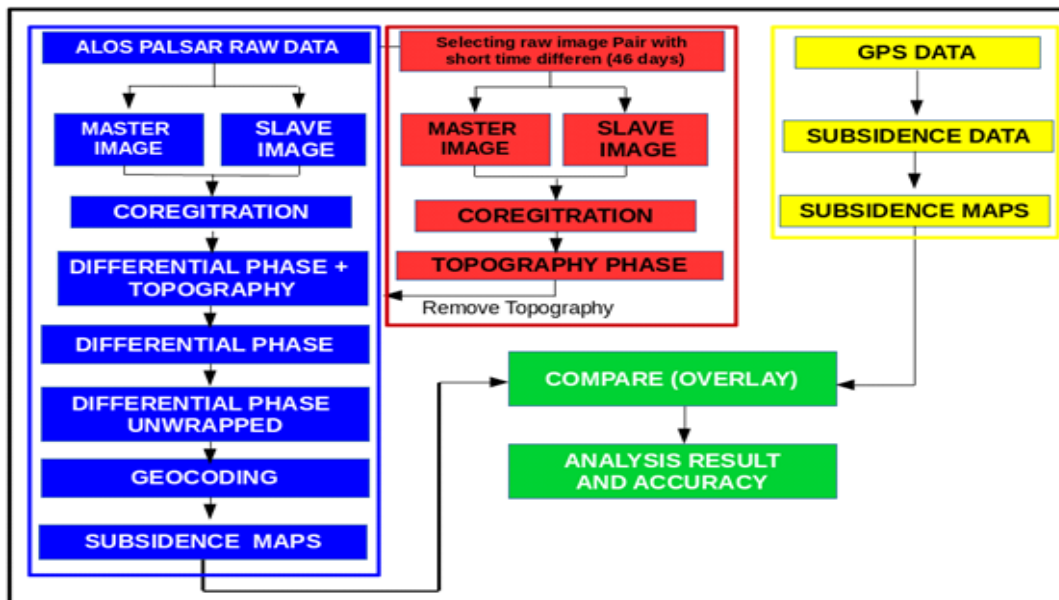 ALOS PALSAR RAW DATA
MASTER
IMAGE
SLAVE
IMAGE
COREGITRATION
DIFFERENTIAL PHASE +
TOPOGRAPHY
DIFFERENTIAL PHASE
DIFFERENTIAL PHASE
UNWRAPPED
GEOCODING
SUBSIDENCE MAPS
Selecting raw image Pair with
short time differen (46 days)
MASTER
IMAGE
SLAVE
IMAGE
COREGITRATION
TOPOGRAPHY PHASE
Remove Topography
GPS DATA
SUBSIDENCE DATA
SUBSIDENCE MAPS
COMPARE (OVERLAY)
ANALYSIS RESULT
AND ACCURACY